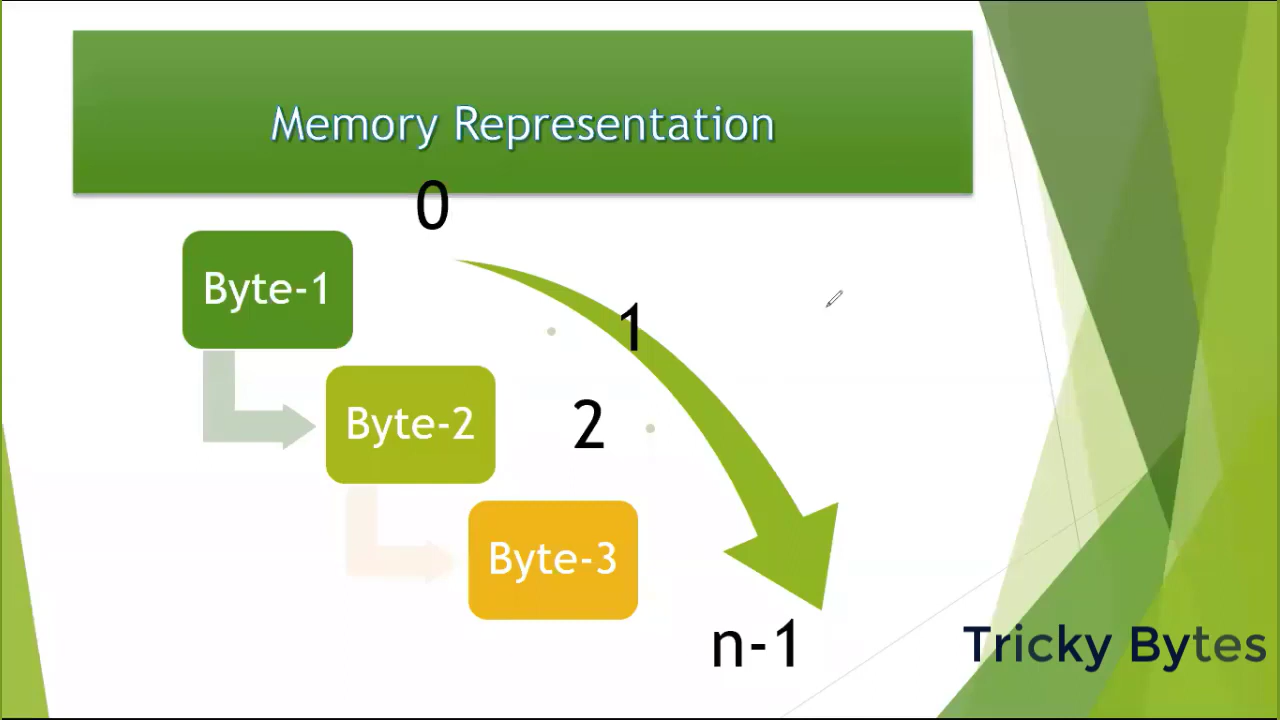 Memory Representation
0
Byte-1
1
Byte-2
2
Byte-3
n-1
Tricky Bytes